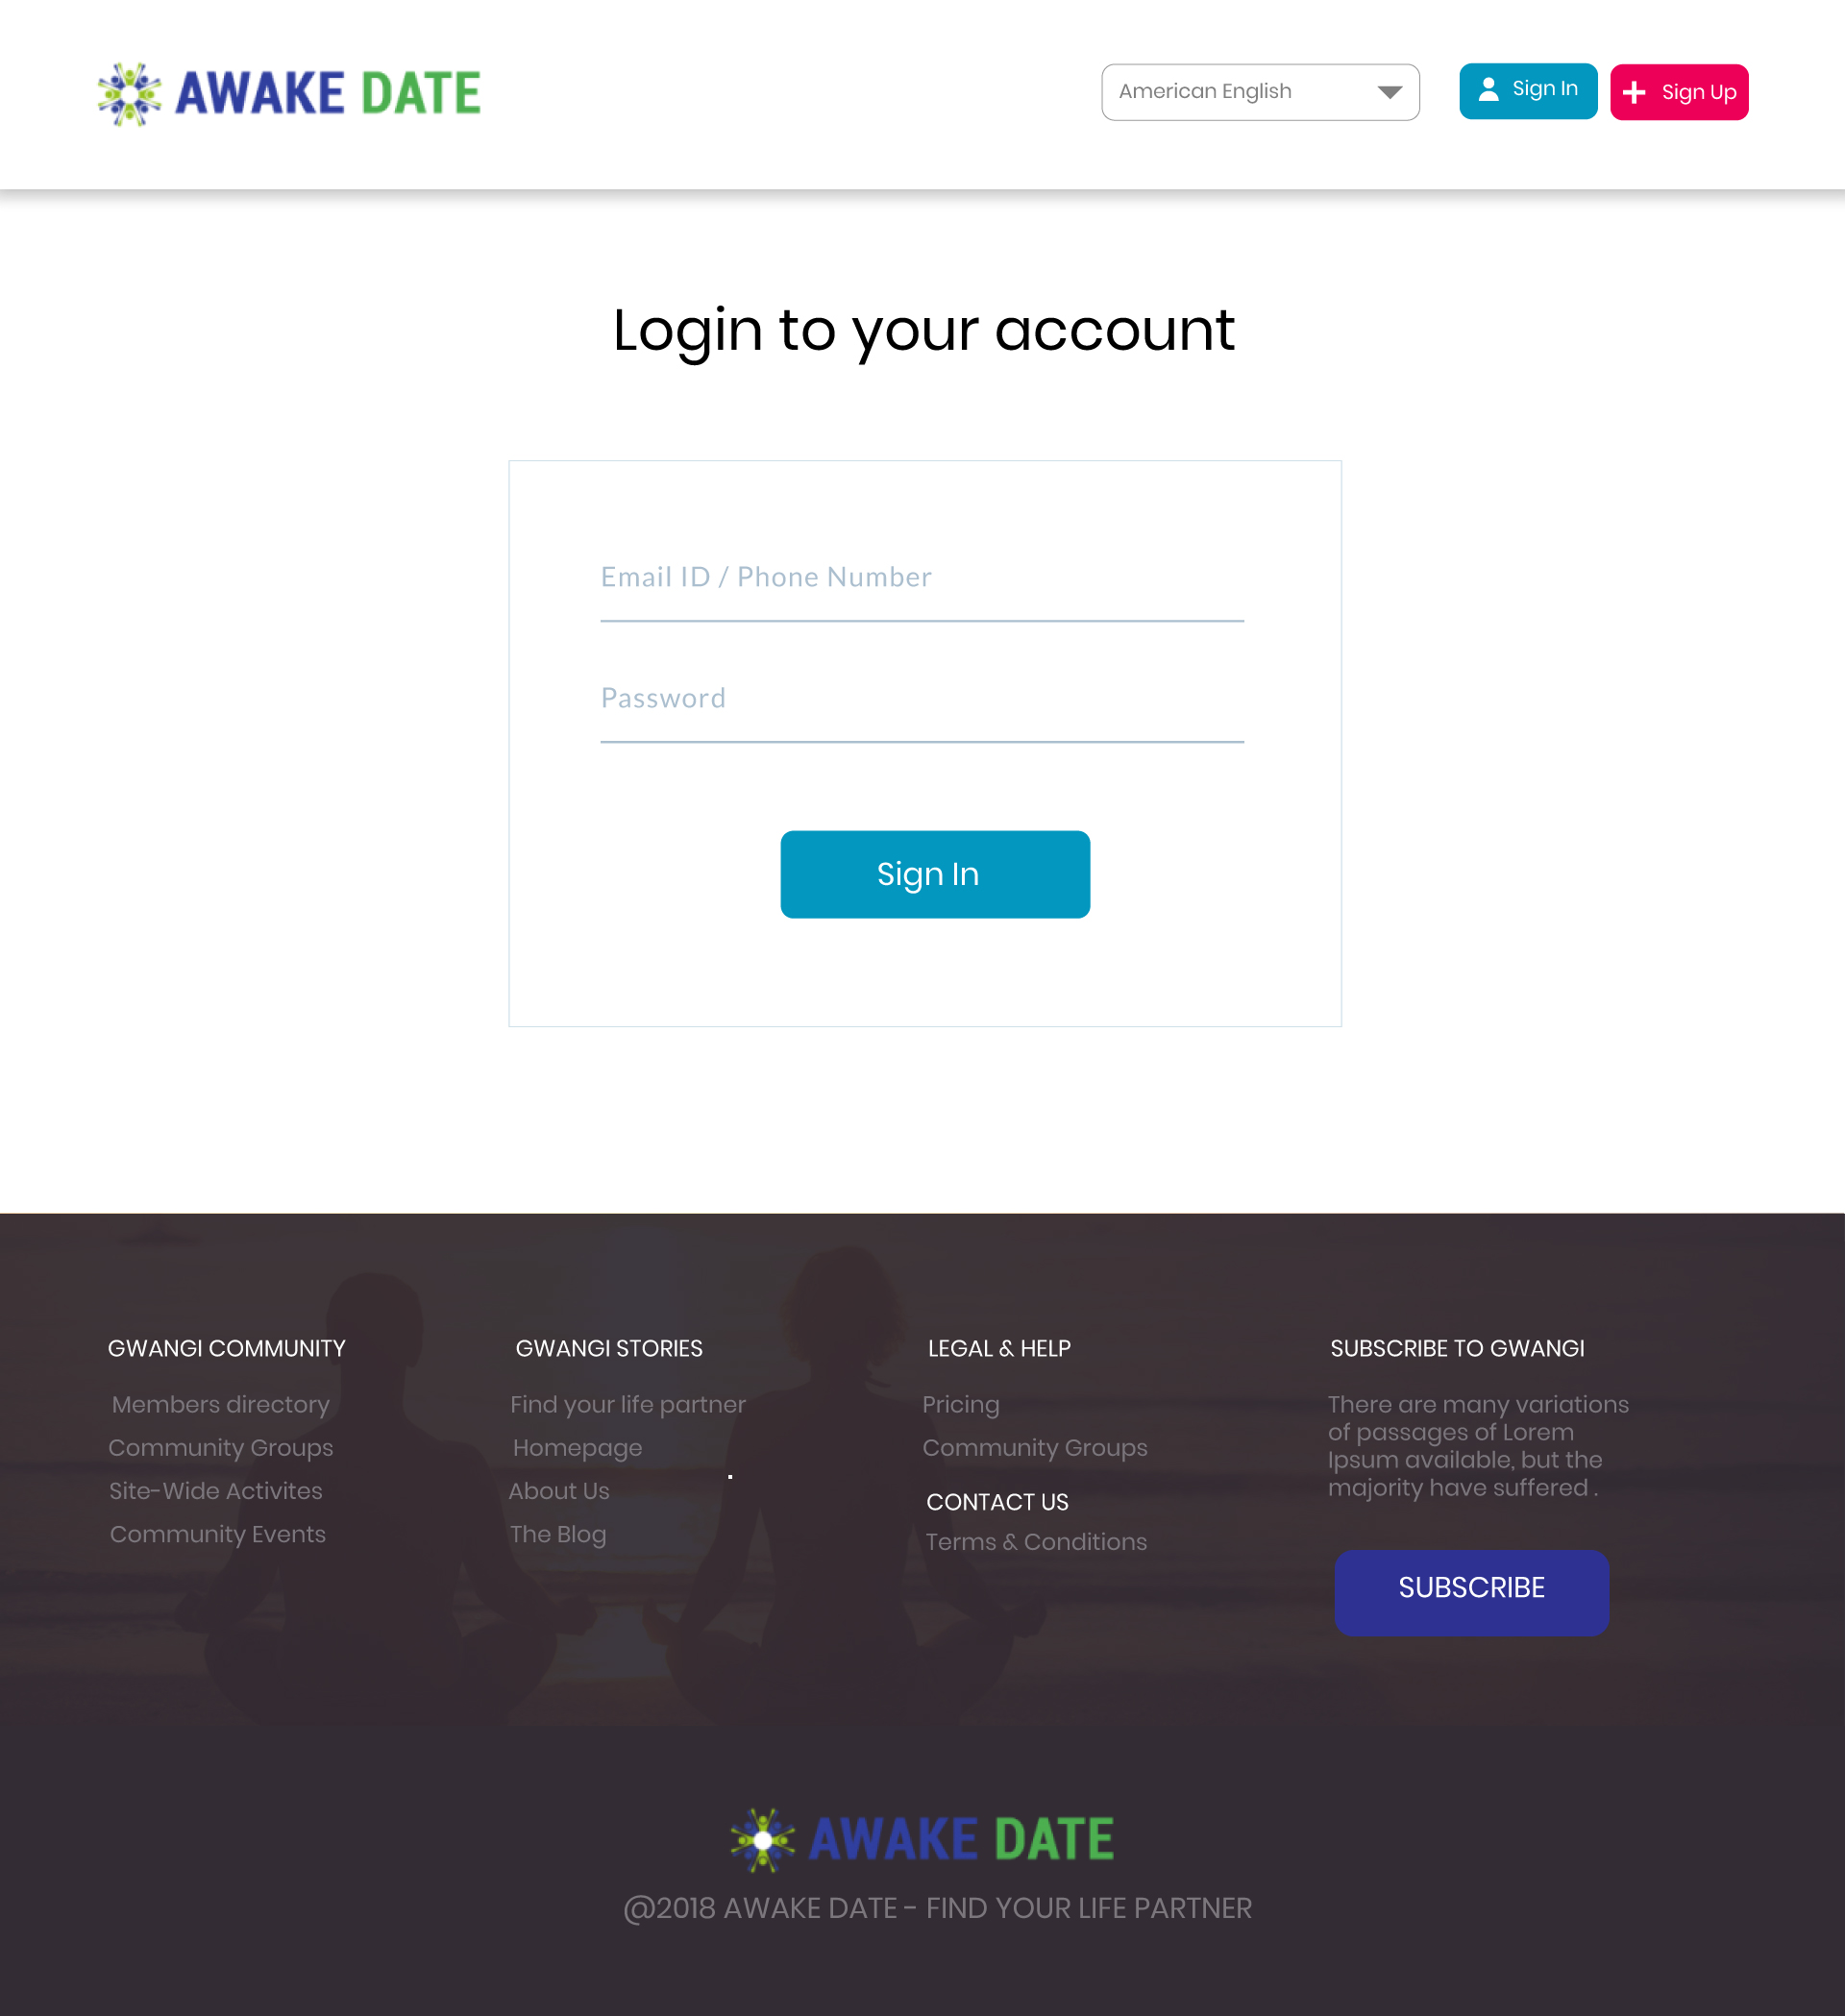 AWAKE DATE
American English
Sign In
Sign Up
Login to your account
Email ID / Phone Number
Password
Sign In
GWANGI COMMUNITY
Members directory
Community Groups
Site-Wide Activites
Community Events
GWANGI STORIES
Find your life partner
Homepage
About Us
The Blog
LEGAL & HELP
Pricing
Community Groups
CONTACT US
Terms & Conditions
SUBSCRIBE TO GWANGI
There are many variations
of passages of Lorem
Ipsum available, but the
majority have suffered .
SUBSCRIBE
AWAKE DATE
@2018 AWAKE DATE - FIND YOUR LIFE PARTNER